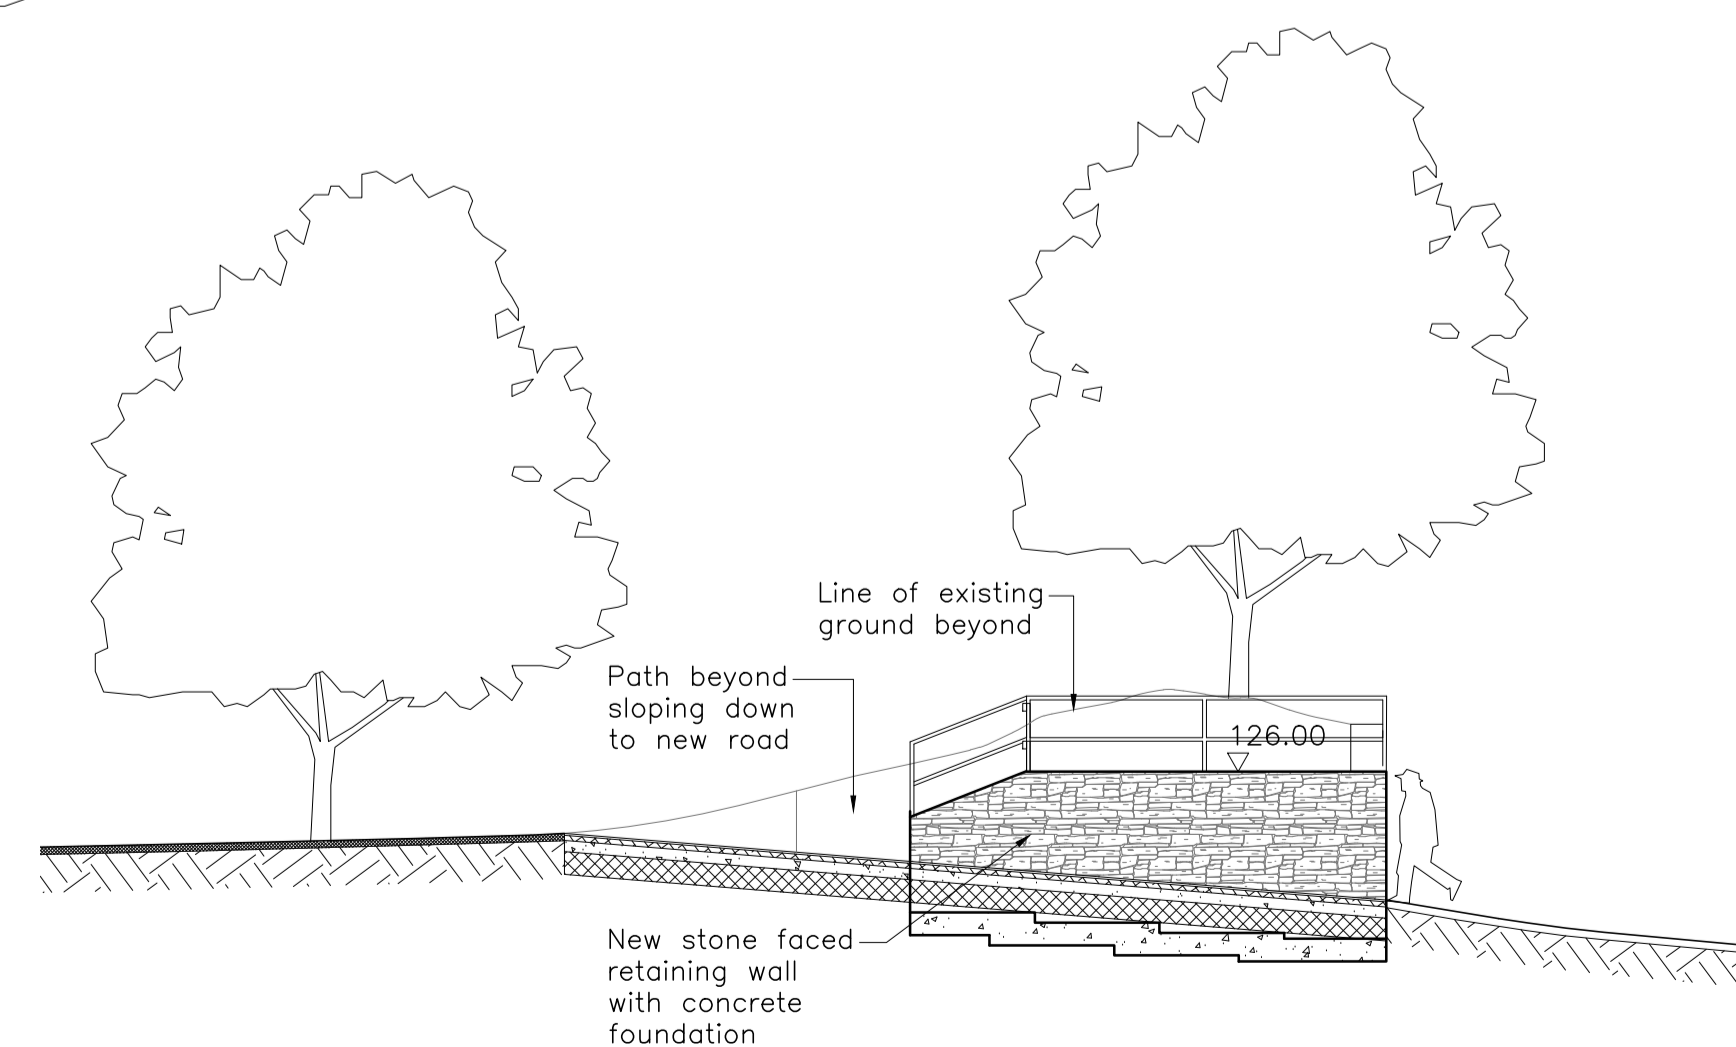 Line of existing
ground beyond
Path beyond
sloping down
to new road
126.00
New stone faced
retaining wall
with concrete
foundation